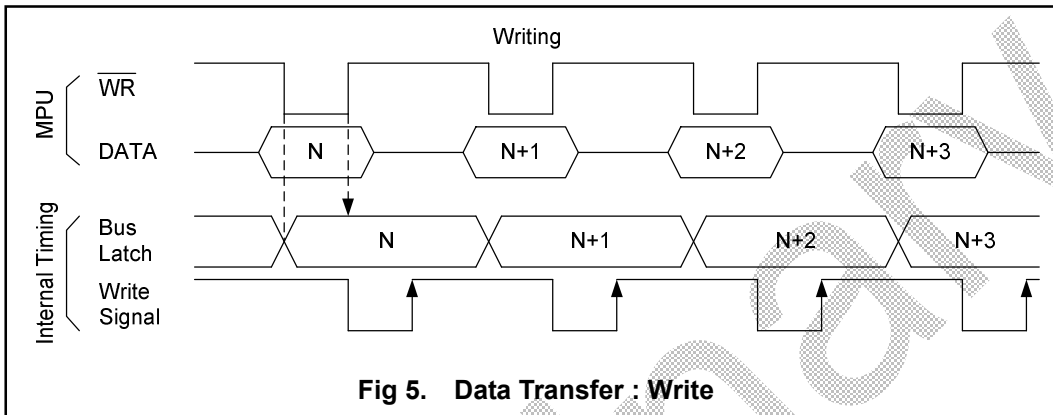 Writing
MPU
WR
DATA
N
N+1
N+2
N+3
Internal Timing
Bus
Latch
N
N+1
N+2
N+3
Write
Signal
Fig 5. Data Transfer : Write